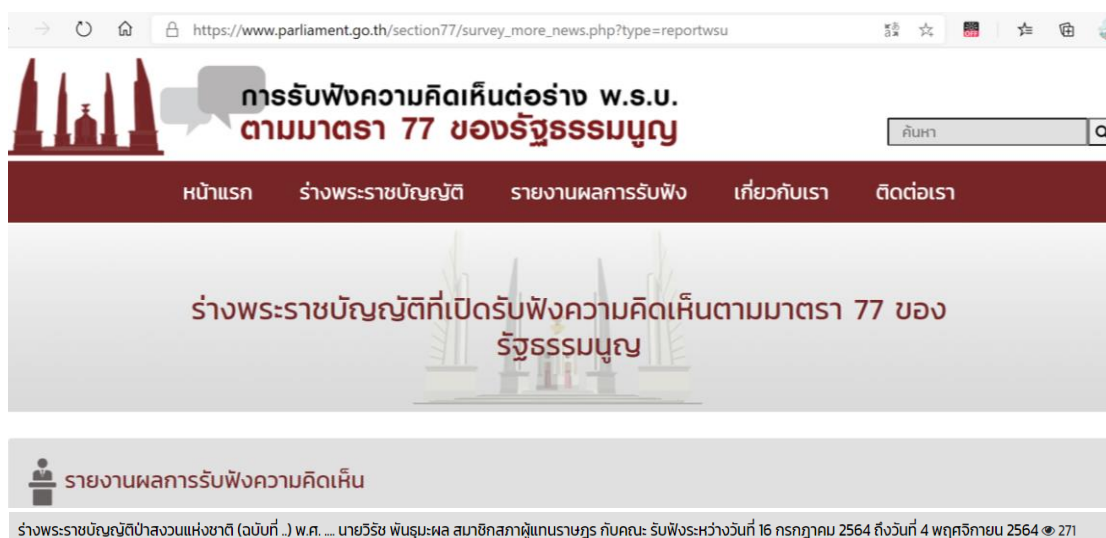 https://www.parliament.go.th/section77/survey_more_news.php?type=reportwsu
OFF
การรับฟังความคิดเห็นต่อร่าง พ.ร.บ.
ตามมาตรา 77 ของรัฐธรรมนูญ
ค้นหา
หน้าแรก ร่างพระราชบัญญัติ รายงานผลการรับฟัง เกี่ยวกับเรา ติดต่อเรา
ร่างพระราชบัญญัติที่เปิดรับฟังความคิดเห็นตามมาตรา 77 ของ
รัฐธรรมนูญ
รายงานผลการรับฟังความคิดเห็น
ร่างพระราชบัญญัติป่าสงวนแห่งชาติ (ฉบับที่ ..) พ.ศ. .... นายวิรัช พันธุมะผล สมาชิกสภาผู้แทนราษฎร กับคณะ รับฟังระหว่างวันที่ 16 กรกฎาคม 2564 ถึงวันที่ 4 พฤศจิกายน 2564 271